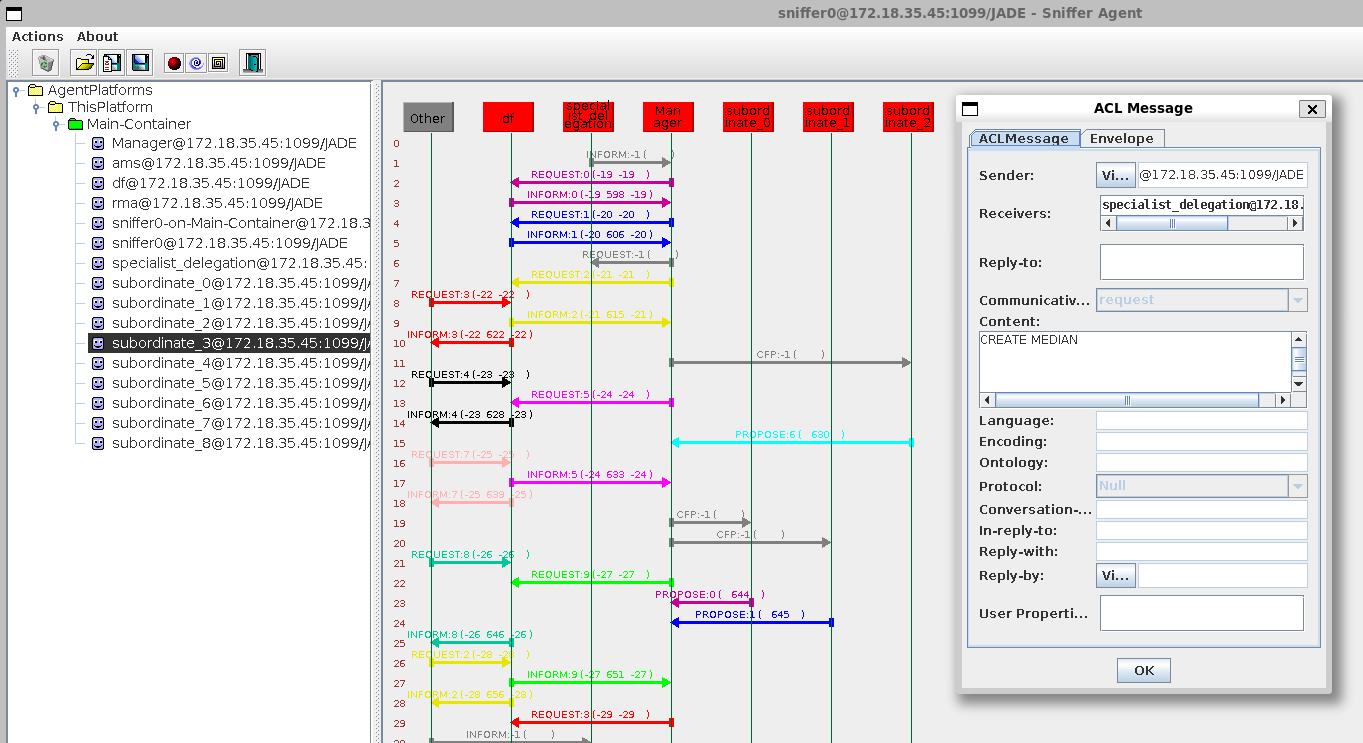 sniffer0@172.18.35.45:1099/JADE - Sniffer Agent
Actions About
AgentPlatforms
ThisPlatform
Main-Container
Manager@172.18.35.45:1099/JADE
ams@172.18.35.45:1099/JADE
df@172.18.35.45:1099/JADE
rma@172.18.35.45:1099/JADE
sniffer0-on-Main-Container@172.18.3
sniffer0@172.18.35.45:1099/JADE
specialist_delegation@172.18.35.45:
subordinate_0@172.18.35.45:1099/J
subordinate_1@172.18.35.45:1099/J
subordinate_2@172.18.35.45:1099/J
subordinate_3@172.18.35.45:1099/J
subordinate_4@172.18.35.45:1099/J
subordinate_5@172.18.35.45:1099/J
subordinate_6@172.18.35.45:1099/J
subordinate_7@172.18.35.45:1099/J
subordinate_8@172.18.35.45:1099/J
Other
df
special
ist_del
egation
Man
ager
subord
inate_0
subord
inate_1
subord
inate_2
0
INFORM:-1 ( )
1
REQUEST:0 (-19 -19 )
2
INFORM:0 (-19 598 -19)
3
REQUEST:1 (-20 -20 )
4
INFORM:1 (-20 606 -20)
5
REQUEST:-1 ( )
6
REQUEST:2 (-21 -21 )
7
REQUEST:3 (-22 -22 )
8
INFORM:2 (-21 615 -21)
9
INFORM:3 (-22 622 -22)
10
CFP:-1 ( )
11
REQUEST:4 (-23 -23 )
12
REQUEST:5 (-24 -24 )
13
INFORM:4 (-23 628 -23)
14
PROPOSE:6 ( 630 )
15
REQUEST:7 (-25 -25 )
16
INFORM:5 (-24 633 -24)
17
INFORM:7 (-25 639 -25)
18
CFP:-1 ( )
19
CFP:-1 ( )
20
REQUEST:8 (-26 -26 )
21
REQUEST:9 (-27 -27 )
22
PROPOSE:0 ( 644 )
23
PROPOSE:1 ( 645 )
24
INFORM:8 (-26 646 -26)
25
REQUEST:2 (-28 -28 )
26
INFORM:9 (-27 651 -27)
27
INFORM:2 (-28 656 -28)
28
REQUEST:3 (-29 -29 )
29
INFORM:-1 ( )
ACL Message
ACLMessage Envelope
Sender: Vi... @172.18.35.45:1099/JADE
Receivers: specialist_delegation@172.18.
Reply-to:
Communicativ... request
Content:
CREATE MEDIAN
Language:
Encoding:
Ontology:
Protocol: Null
Conversation-...
In-reply-to:
Reply-with:
Reply-by: Vi...
User Properti...
OK